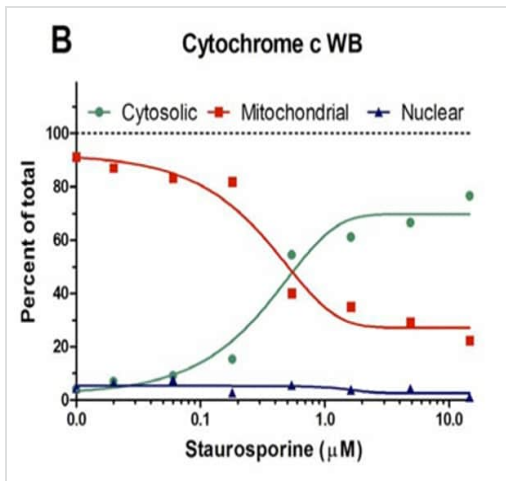 B
Cytochrome c WB
Cytosolic Mitochondrial Nuclear
Percent of total
100
80
60
40
20
0
0.0 0.1 1.0 10.0
Staurosporine (μM)